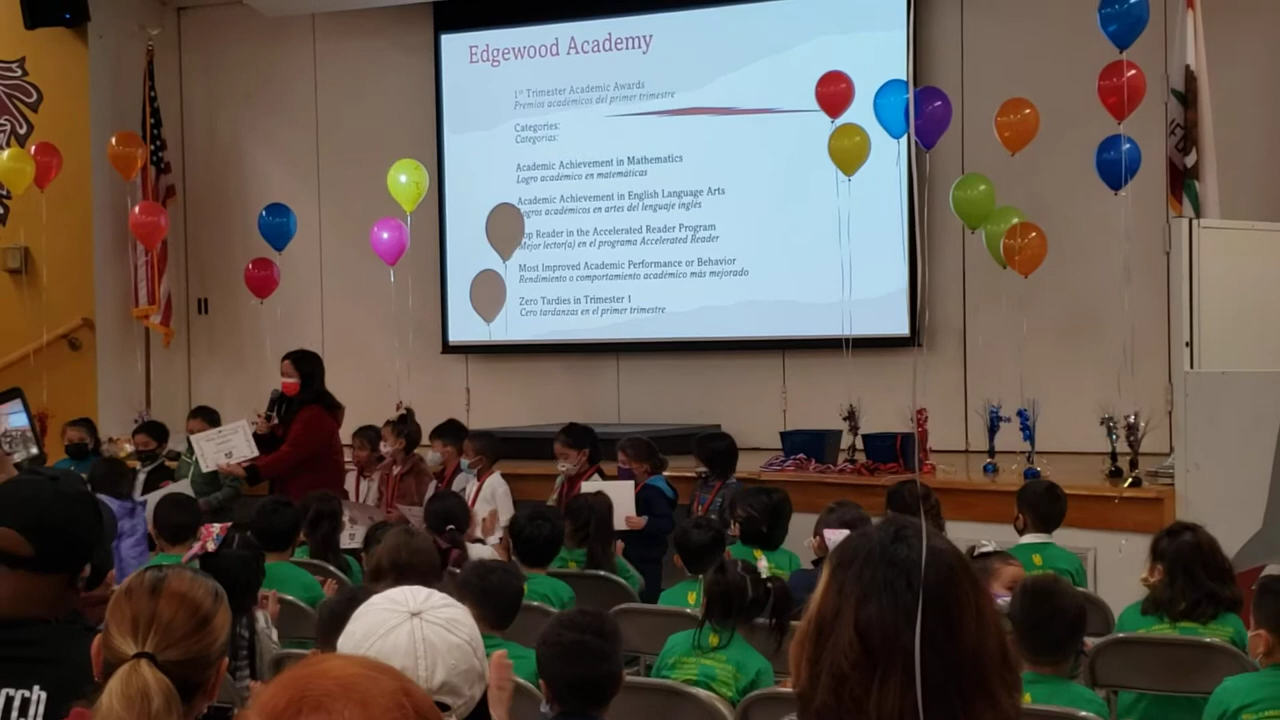 Edgewood Academy
1st Trimester Academic Awards
Premios académicos del primer trimestre
Categories:
Categorías:
Academic Achievement in Mathematics
Logro académico en matemáticas
Academic Achievement in English Language Arts
ogros académicos en artes del lenguaje inglés
op Reader in the Accelerated Reader Program
Mejor lector(a) en el programa Accelerated Reader
Most Improved Academic Performance or Behavior
Rendimiento o comportamiento académico más mejorado
Zero Tardies in Trimester 1
Cero tardanzas en el primer trimestre
rch